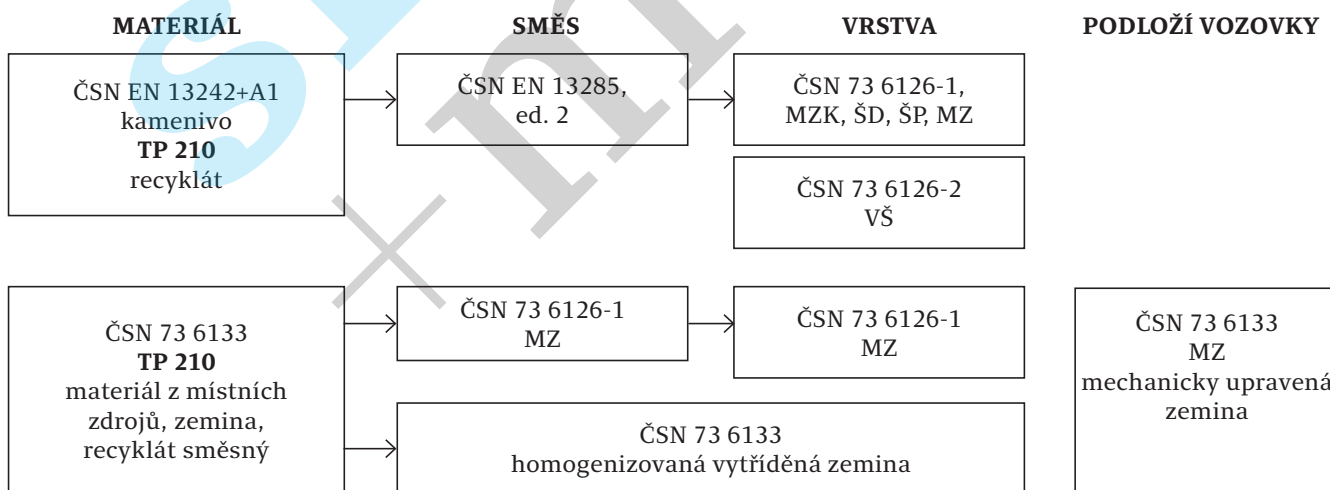 MATERIÁL
SMĚS
VRSTVA
PODLOŽÍ VOZOVKY
ČSN EN 13242+A1
kamenivo
TP 210
recyklát
ČSN EN 13285,
ed. 2
ČSN 73 6126-1,
MZK, ŠD, ŠP, MZ
ČSN 73 6126-2
VŠ
ČSN 73 6133
TP 210
materiál z místních
zdrojů, zemina,
recyklát směsný
ČSN 73 6126-1
MZ
ČSN 73 6126-1
MZ
ČSN 73 6133
homogenizovaná vytříděná zemina
ČSN 73 6133
MZ
mechanicky upravená
zemina